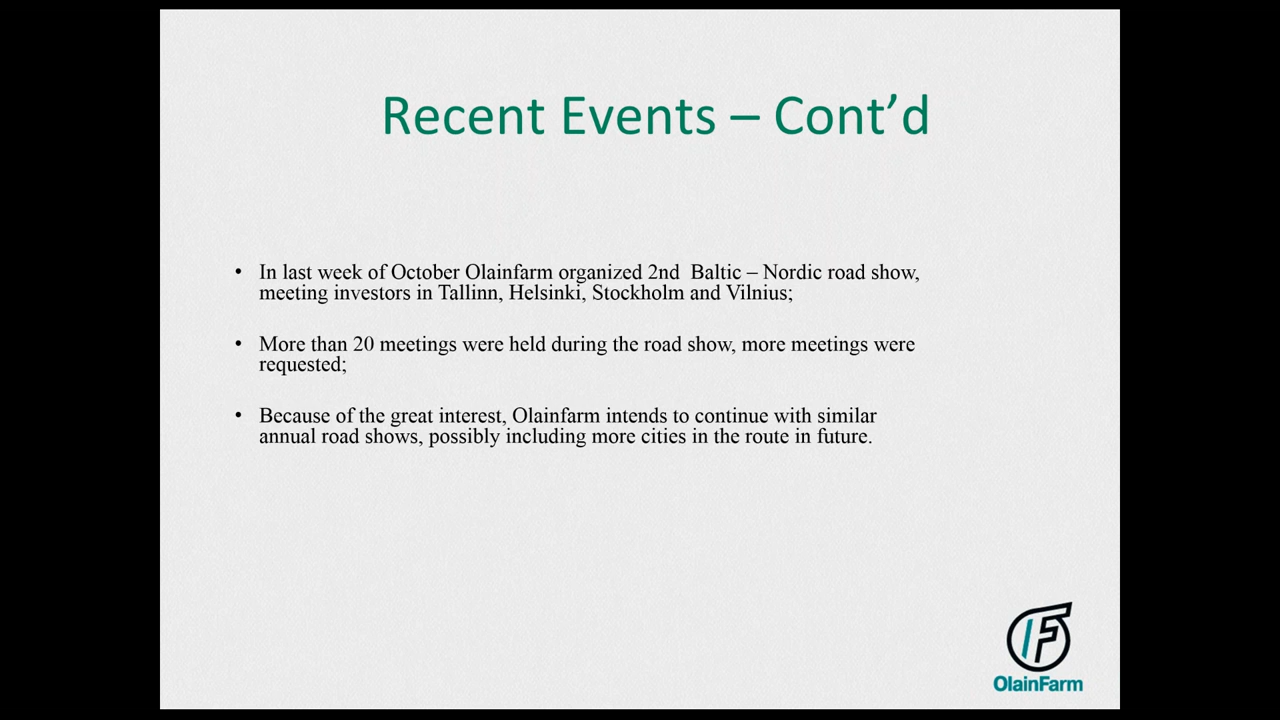 Recent Events – Cont’d
• In last week of October Olainfarm organized 2nd  Baltic – Nordic road show,
meeting investors in Tallinn, Helsinki, Stockholm and Vilnius;
• More than 20 meetings were held during the road show, more meetings were
requested;
• Because of the great interest, Olainfarm intends to continue with similar
annual road shows, possibly including more cities in the route in future.
OlainFarm